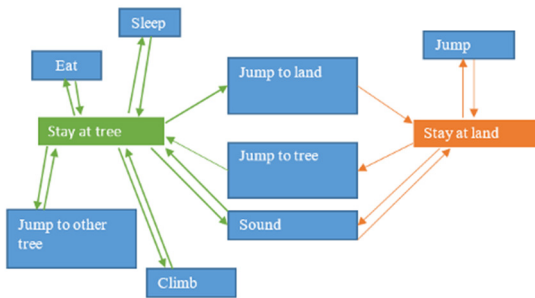 Sleep
Jump
Eat
Jump to land
Stay at tree
Stay at land
Jump to tree
Jump to other
tree
Sound
Climb